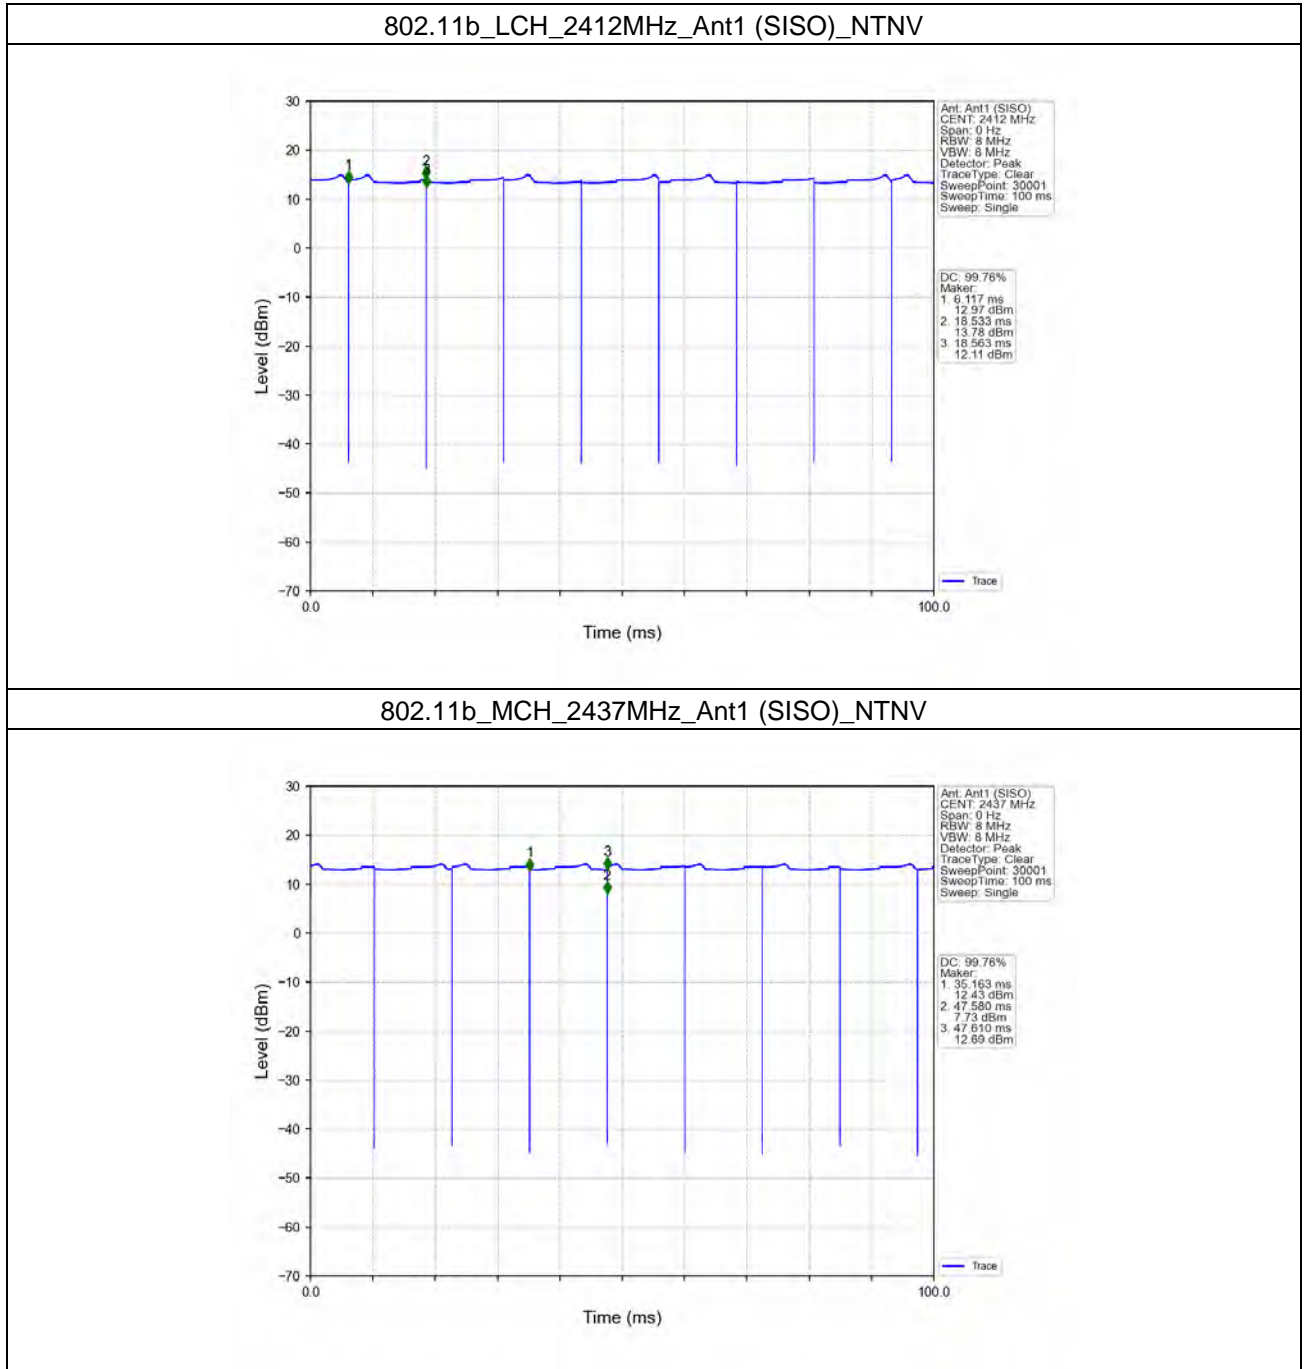 802.11b_LCH_2412MHz_Ant1 (SISO)_NTNV
30
20
10
0
−10
−20
−30
−40
−50
−60
−70
Level (dBm)
1
2
0.0
100.0
Time (ms)
Ant: Ant1 (SISO)
CENT: 2412 MHz
Span: 0 Hz
RBW: 8 MHz
VBW: 8 MHz
Detector: Peak
TraceType: Clear
SweepPoint: 30001
SweepTime: 100 ms
Sweep: Single
DC: 99.76%
Maker:
1. 6.117 ms
12.97 dBm
2. 18.533 ms
13.78 dBm
3. 18.563 ms
12.11 dBm
Trace
802.11b_MCH_2437MHz_Ant1 (SISO)_NTNV
30
20
10
0
−10
−20
−30
−40
−50
−60
−70
Level (dBm)
1
3
2
0.0
100.0
Time (ms)
Ant: Ant1 (SISO)
CENT: 2437 MHz
Span: 0 Hz
RBW: 8 MHz
VBW: 8 MHz
Detector: Peak
TraceType: Clear
SweepPoint: 30001
SweepTime: 100 ms
Sweep: Single
DC: 99.76%
Maker:
1. 35.163 ms
12.43 dBm
2. 47.580 ms
7.73 dBm
3. 47.610 ms
12.69 dBm
Trace